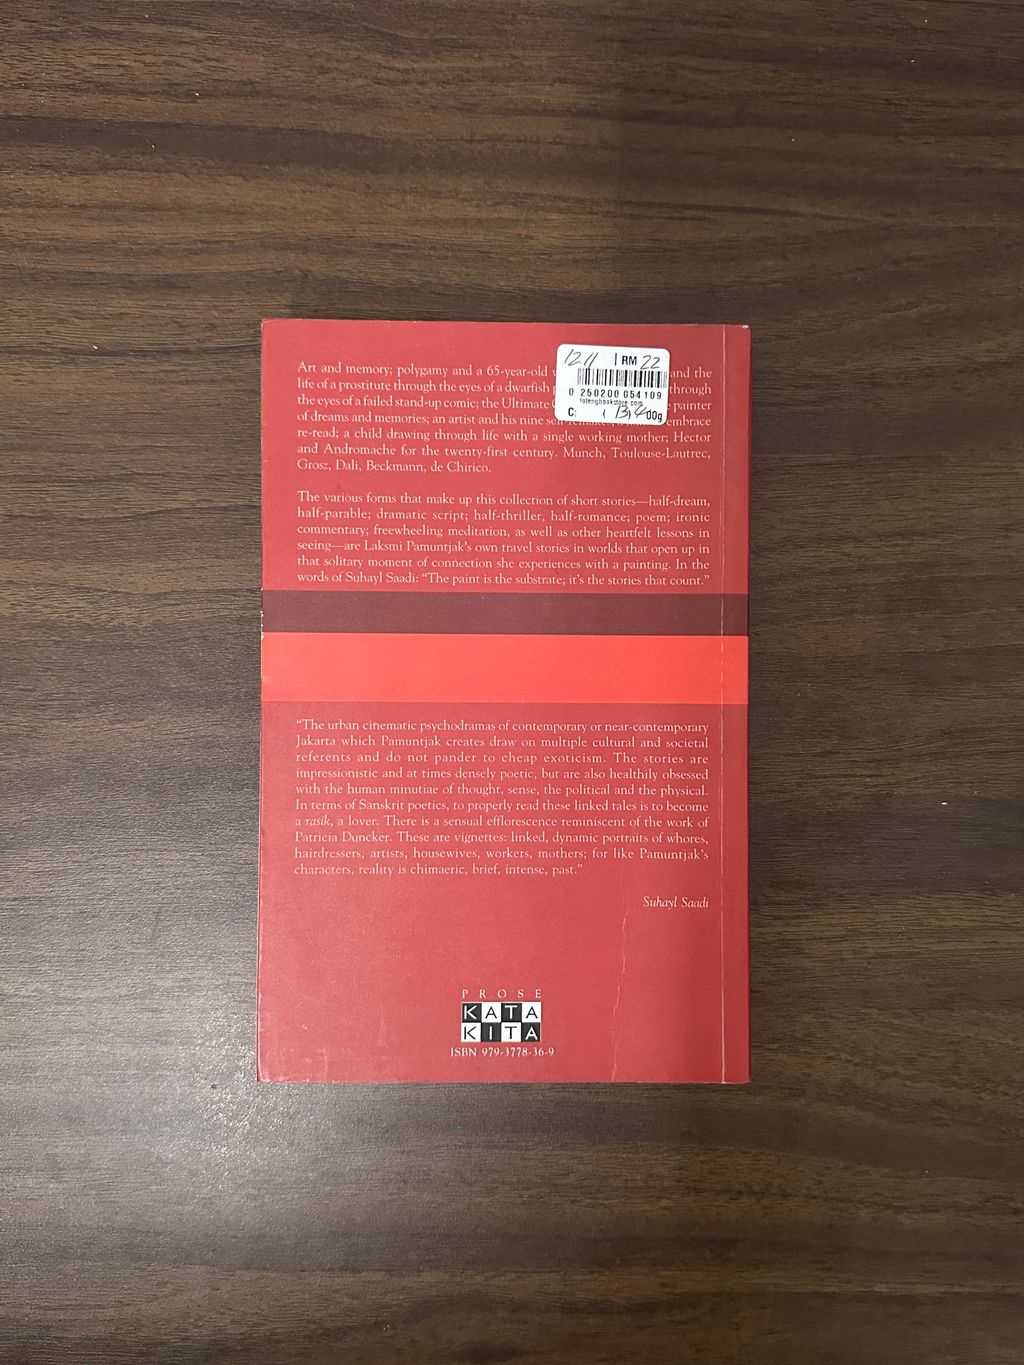 Art and memory; polygamy and a 65-year-old and the
life of a prostitute through the eyes of a dwarfish through
the eyes of a failed stand-up comic; the Ultimate painter
of dreams and memories; an artist and his nine embrace
re-read; a child drawing through life with a single working mother; Hector
and Andromache for the twenty-first century. Munch, Toulouse-Lautrec,
Grosz, Dali, Beckmann, de Chirico.
12.11 RM 22
0 250200 054109
C: 00g
The various forms that make up this collection of short stories—half-dream,
half-parable; dramatic script; half-thriller, half-romance; poem; ironic
commentary; freewheeling meditation, as well as other heartfelt lessons in
seeing—are Laksmi Pamuntjak's own travel stories in worlds that open up in
that solitary moment of connection she experiences with a painting. In the
words of Suhayl Saadi: “The paint is the substrate; it's the stories that count.”
“The urban cinematic psychodramas of contemporary or near-contemporary
Jakarta which Pamuntjak creates draw on multiple cultural and societal
referents and do not pander to cheap exoticism. The stories are
impressionistic and at times densely poetic, but are also healthily obsessed
with the human minutiae of thought, sense, the political and the physical.
In terms of Sanskrit poetics, to properly read these linked tales is to become
a rasik, a lover. There is a sensual efflorescence reminiscent of the work of
Patricia Duncker. These are vignettes: linked, dynamic portraits of whores,
hairdressers, artists, housewives, workers, mothers; for like Pamuntjak's
characters, reality is chimaeric, brief, intense, past.”
Suhayl Saadi
PROSE
KATA
KITA
ISBN 979-3778-36-9